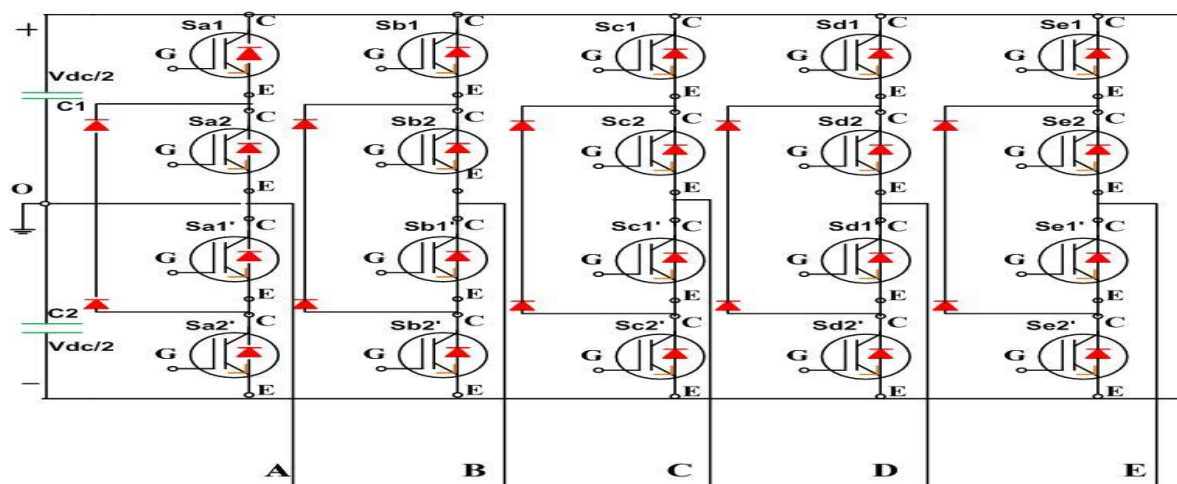 +
Vdc/2
C1
O
C2
Vdc/2
−
Sa1 C
G
E
C
Sa2
G
E
Sa1' C
G
E
C
Sa2'
G
E
A
Sb1 C
G
E
C
Sb2
G
E
Sb1' C
G
E
C
Sb2'
G
E
B
Sc1 C
G
E
C
Sc2
G
E
Sc1' C
G
E
C
Sc2'
G
E
C
Sd1 C
G
E
C
Sd2
G
E
Sd1' C
G
E
C
Sd2'
G
E
D
Se1 C
G
E
C
Se2
G
E
Se1' C
G
E
C
Se2'
G
E
E